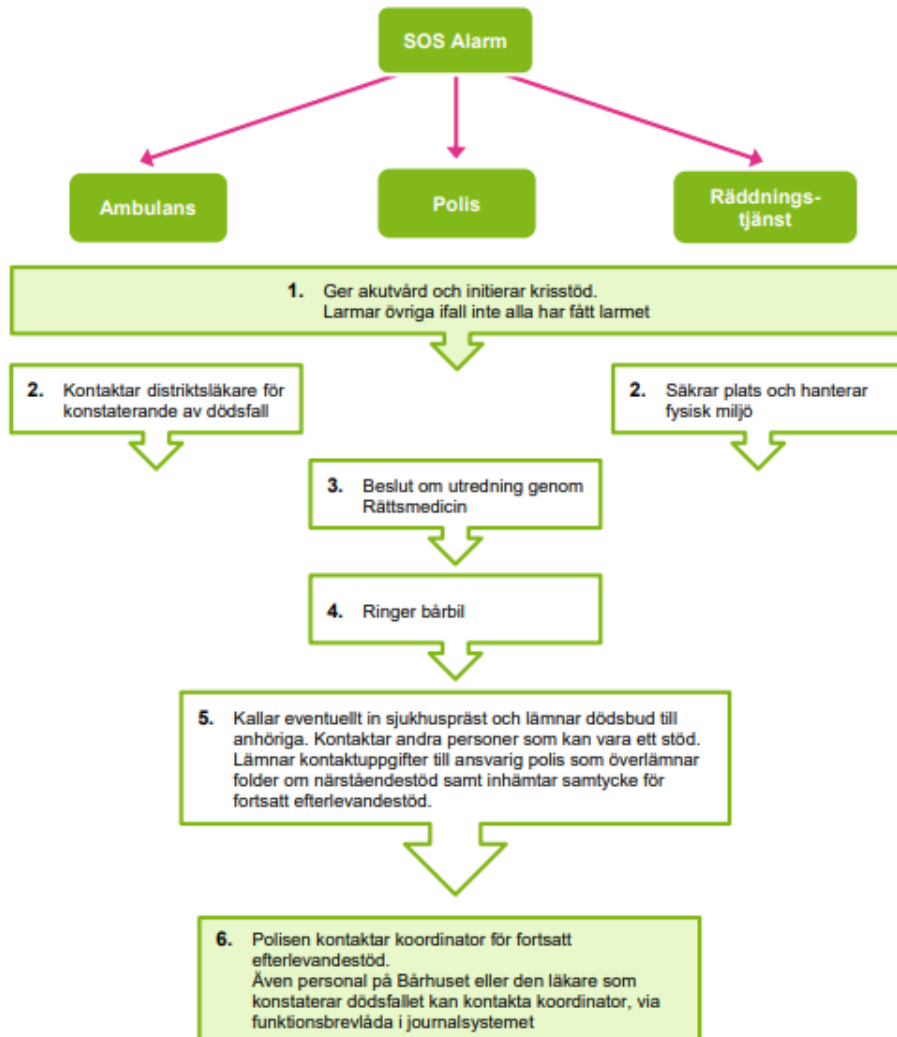 SOS Alarm
Ambulans
Polis
Räddnings-
tjänst
1. Ger akutvård och initierar krisstöd.
Larmar övriga ifall inte alla har fått larmet
2. Kontaktar distriktsläkare för
konstaterande av dödsfall
2. Säkrar plats och hanterar
fysisk miljö
3. Beslut om utredning genom
Rättsmedicin
4. Ringer bårbil
5. Kallar eventuellt in sjukhuspräst och lämnar dödsbud till
anhöriga. Kontaktar andra personer som kan vara ett stöd.
Lämnar kontaktuppgifter till ansvarig polis som överlämnar
folder om närståendestöd samt inhämtar samtycke för
fortsatt efterlevandestöd.
6. Polisen kontaktar koordinator för fortsatt
efterlevandestöd.
Även personal på Bårhuset eller den läkare som
konstaterar dödsfallet kan kontakta koordinator, via
funktionsbrevlåda i journalsystemet